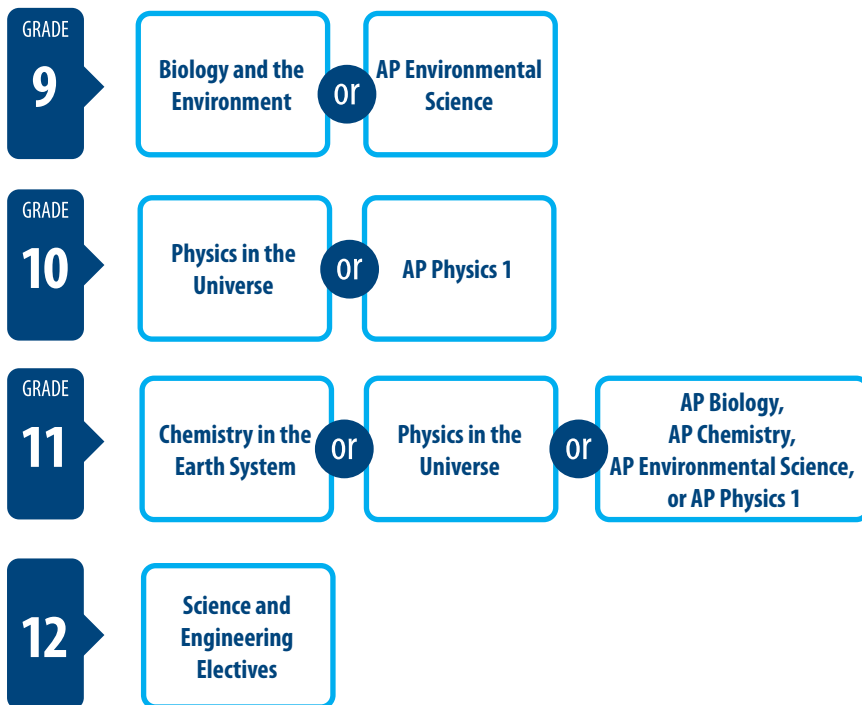 GRADE
9
Biology and the
Environment
or
AP Environmental
Science
GRADE
10
Physics in the
Universe
or
AP Physics 1
GRADE
11
Chemistry in the
Earth System
or
Physics in the
Universe
or
AP Biology,
AP Chemistry,
AP Environmental Science,
or AP Physics 1
12
Science and
Engineering
Electives